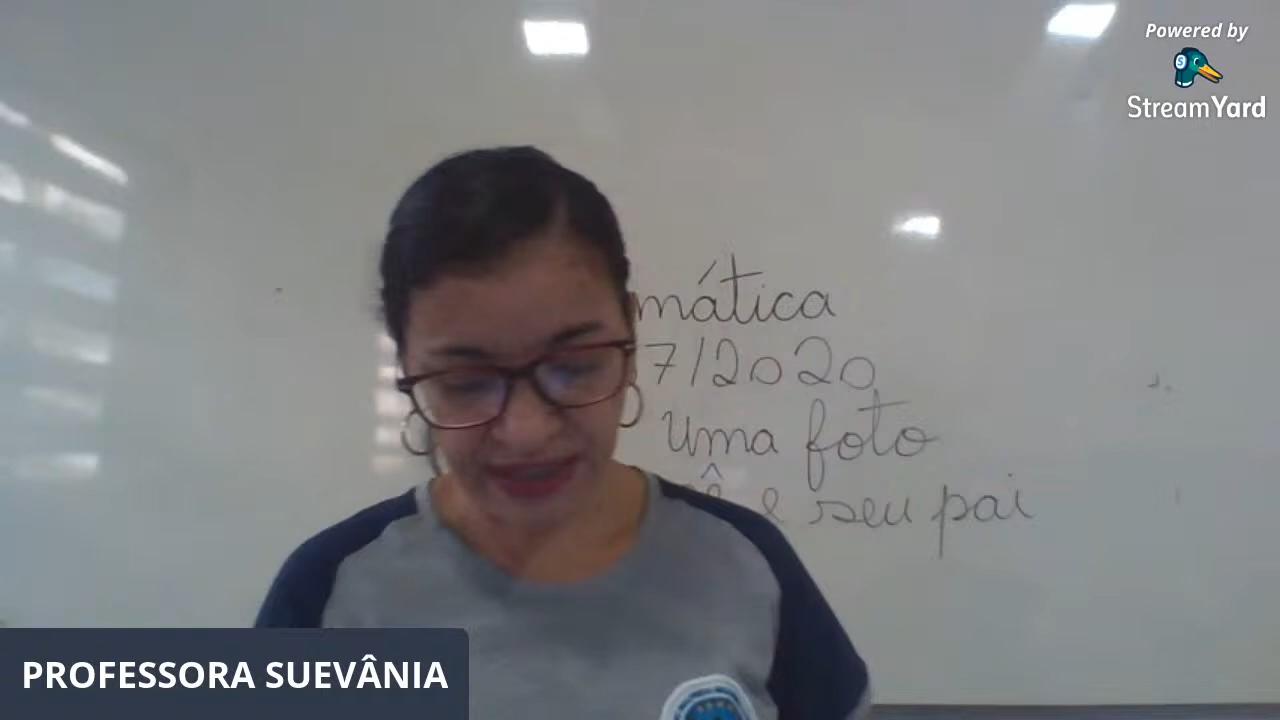 Powered by
StreamYard
mática
7/2020
Uma foto
ê e seu pai
PROFESSORA SUEVÂNIA